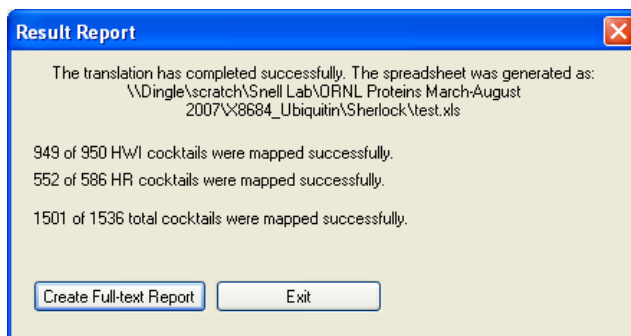 Result Report
The translation has completed successfully. The spreadsheet was generated as:
\\Dingle\scratch\Snell Lab\ORNL Proteins March-August
2007\X8684_Ubiquitin\Sherlock\test.xls
949 of 950 HWI cocktails were mapped successfully.
552 of 586 HR cocktails were mapped successfully.
1501 of 1536 total cocktails were mapped successfully.
Create Full-text Report
Exit